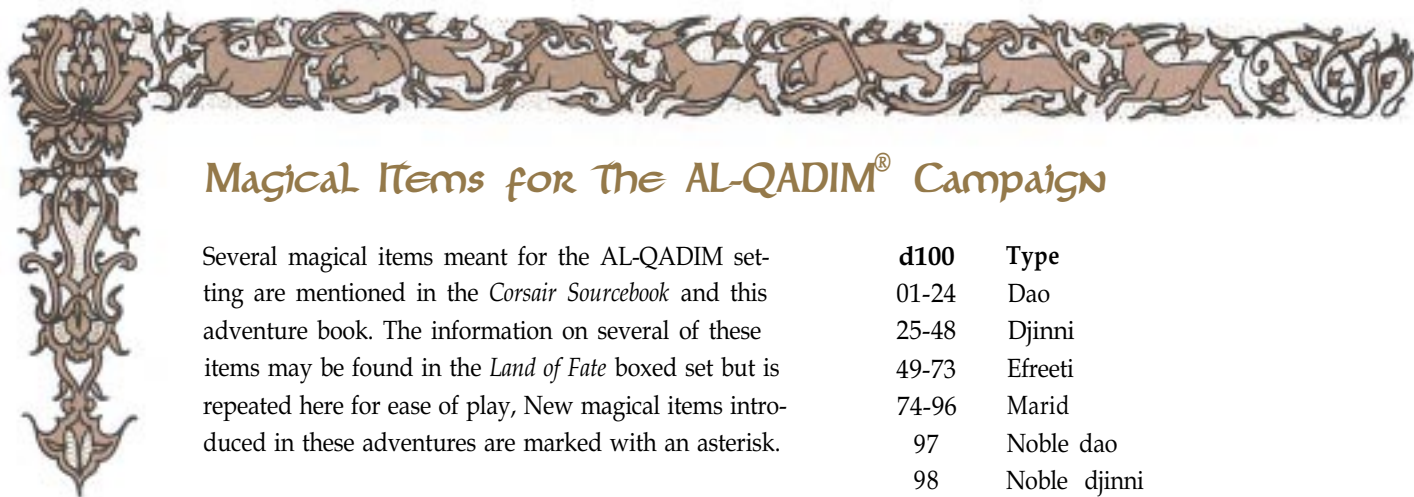 Magical Items for the AL-QADIM® Campaign
Several magical items meant for the AL-QADIM set-
ting are mentioned in the Corsair Sourcebook and this
adventure book. The information on several of these
items may be found in the Land of Fate boxed set but is
repeated here for ease of play, New magical items intro-
duced in these adventures are marked with an asterisk.
d100 Type
01-24 Dao
25-48 Djinni
49-73 Efreeti
74-96 Marid
97 Noble dao
98 Noble djinni